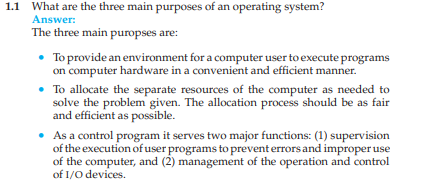 1.1 What are the three main purposes of an operating system?
Answer:
The three main puropses are:
• To provide an environment for a computer user to execute programs
on computer hardware in a convenient and efficient manner.
• To allocate the separate resources of the computer as needed to
solve the problem given. The allocation process should be as fair
and efficient as possible.
• As a control program it serves two major functions: (1) supervision
of the execution of user programs to prevent errors and improper use
of the computer, and (2) management of the operation and control
of I/O devices.